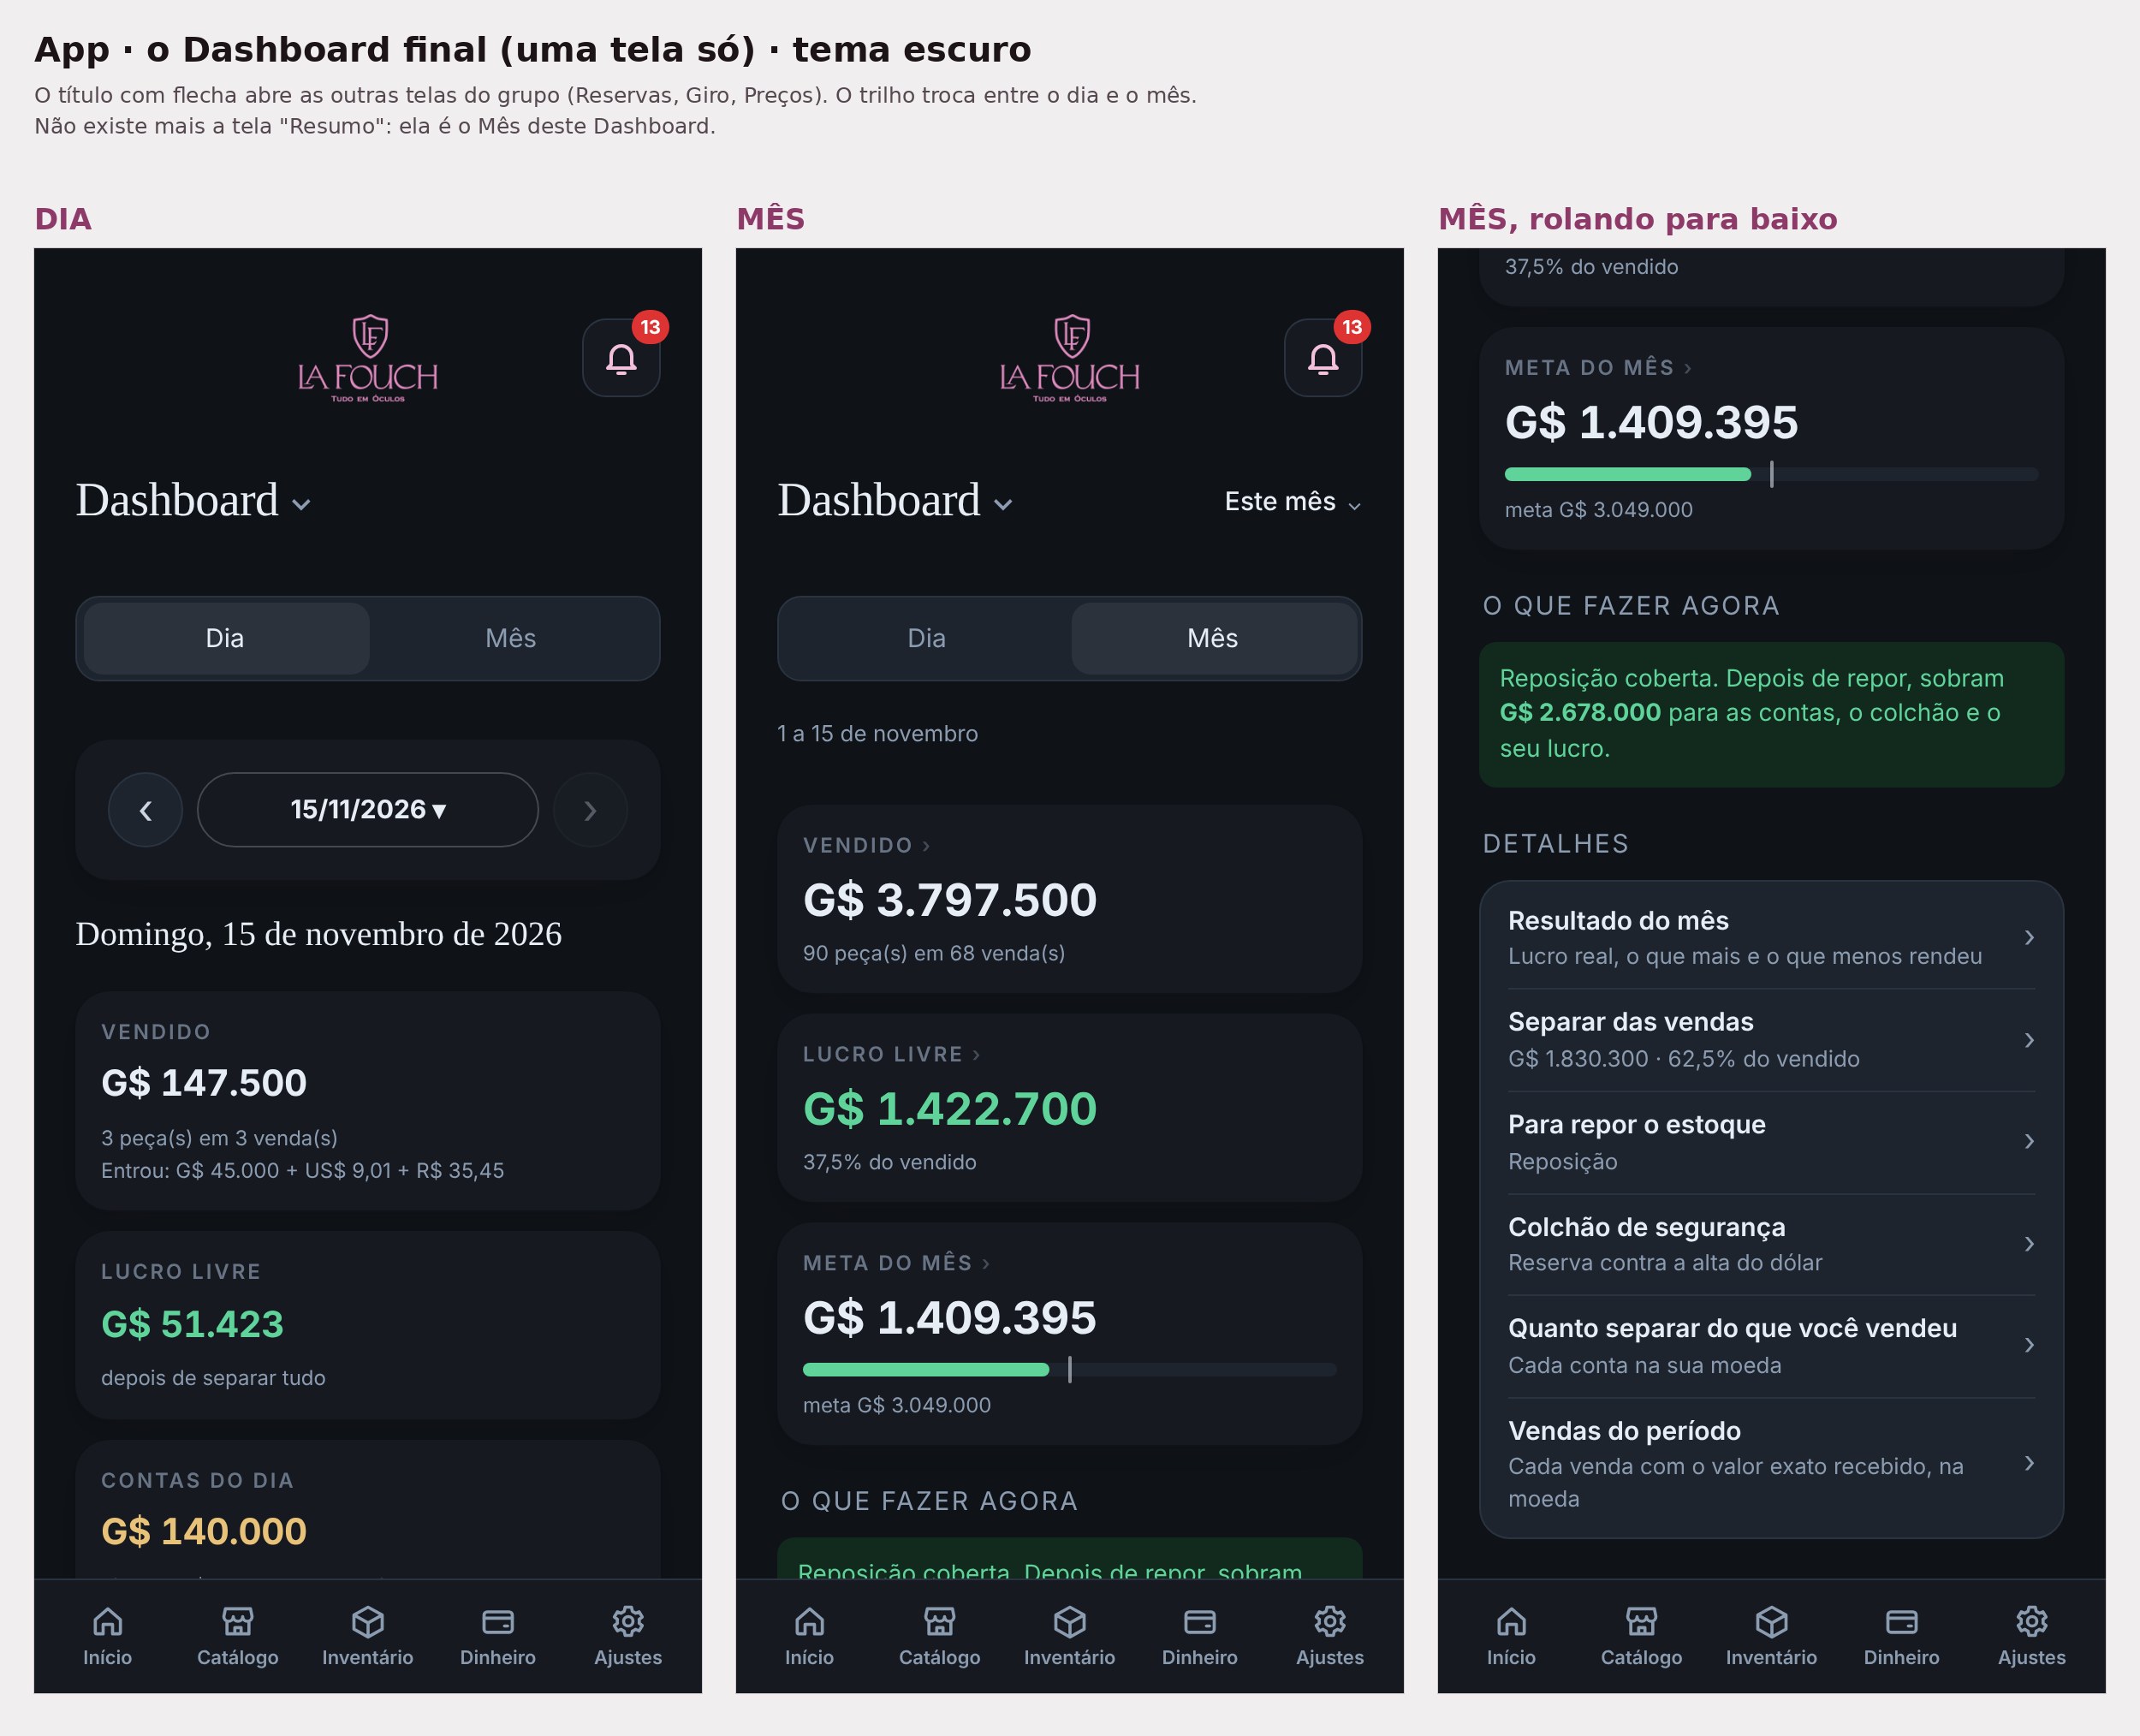 App · o Dashboard final (uma tela só) · tema escuro
O título com flecha abre as outras telas do grupo (Reservas, Giro, Preços). O trilho troca entre o dia e o mês.
Não existe mais a tela "Resumo": ela é o Mês deste Dashboard.
DIA
LF
LA FOUCH
TUDO EM ÓCULOS
13
Dashboard
Dia
Mês
‹
15/11/2026 ▾
›
Domingo, 15 de novembro de 2026
VENDIDO
G$ 147.500
3 peça(s) em 3 venda(s)
Entrou: G$ 45.000 + US$ 9,01 + R$ 35,45
LUCRO LIVRE
G$ 51.423
depois de separar tudo
CONTAS DO DIA
G$ 140.000
Início
Catálogo
Inventário
Dinheiro
Ajustes
MÊS
LF
LA FOUCH
TUDO EM ÓCULOS
13
Dashboard
Este mês
Dia
Mês
1 a 15 de novembro
VENDIDO ›
G$ 3.797.500
90 peça(s) em 68 venda(s)
LUCRO LIVRE ›
G$ 1.422.700
37,5% do vendido
META DO MÊS ›
G$ 1.409.395
meta G$ 3.049.000
O QUE FAZER AGORA
Reposição coberta. Depois de repor, sobram
Início
Catálogo
Inventário
Dinheiro
Ajustes
MÊS, rolando para baixo
37,5% do vendido
META DO MÊS ›
G$ 1.409.395
meta G$ 3.049.000
O QUE FAZER AGORA
Reposição coberta. Depois de repor, sobram
G$ 2.678.000 para as contas, o colchão e o
seu lucro.
DETALHES
Resultado do mês
Lucro real, o que mais e o que menos rendeu
›
Separar das vendas
G$ 1.830.300 · 62,5% do vendido
›
Para repor o estoque
Reposição
›
Colchão de segurança
Reserva contra a alta do dólar
›
Quanto separar do que você vendeu
Cada conta na sua moeda
›
Vendas do período
Cada venda com o valor exato recebido, na
moeda
›
Início
Catálogo
Inventário
Dinheiro
Ajustes